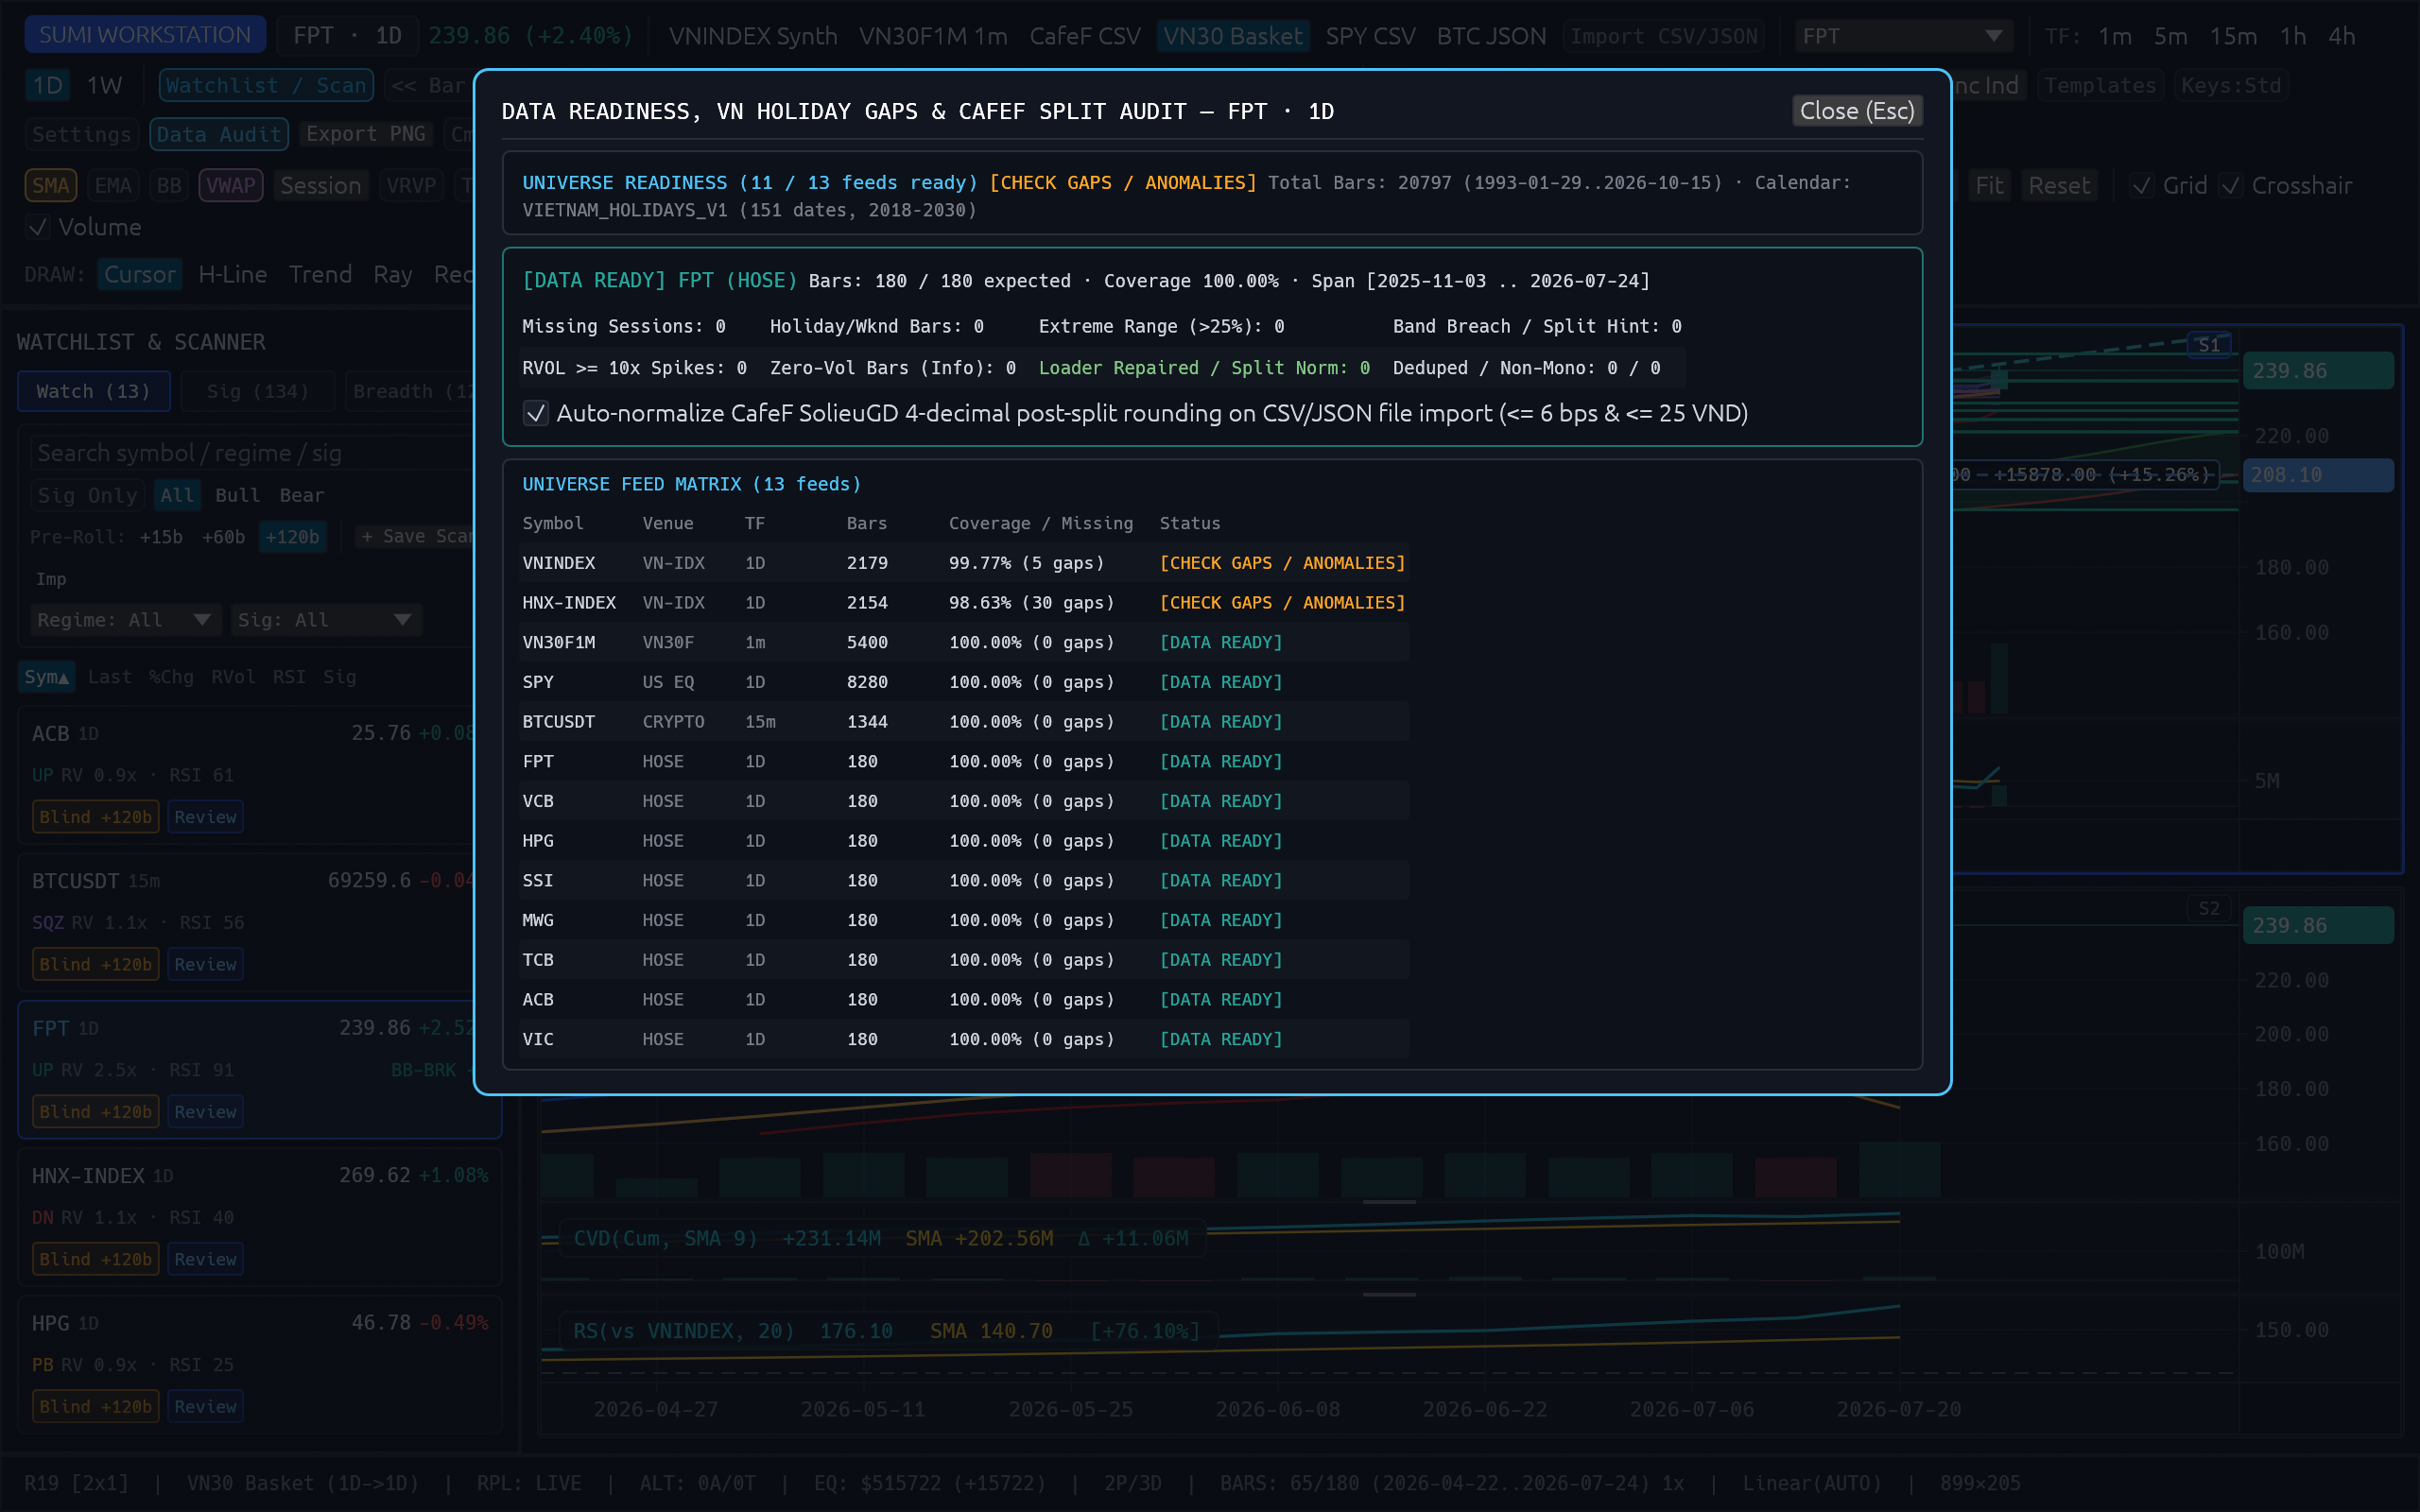 SUMI WORKSTATION FPT · 1D 239.86 (+2.40%) VNINDEX Synth VN30F1M 1m CafeF CSV VN30 Basket SPY CSV BTC JSON Import CSV/JSON FPT TF: 1m 5m 15m 1h 4h
1D 1W Watchlist / Scan << Bar nc Ind Templates Keys:Std
Settings Data Audit Export PNG
SMA EMA BB VWAP Session VRVP Fit Reset Grid Crosshair
Volume
DRAW: Cursor H-Line Trend Ray
DATA READINESS, VN HOLIDAY GAPS & CAFEF SPLIT AUDIT — FPT · 1D Close (Esc)
UNIVERSE READINESS (11 / 13 feeds ready) [CHECK GAPS / ANOMALIES] Total Bars: 20797 (1993-01-29..2026-10-15) · Calendar:
VIETNAM_HOLIDAYS_V1 (151 dates, 2018-2030)
[DATA READY] FPT (HOSE) Bars: 180 / 180 expected · Coverage 100.00% · Span [2025-11-03 .. 2026-07-24]
Missing Sessions: 0 Holiday/Wknd Bars: 0 Extreme Range (>25%): 0 Band Breach / Split Hint: 0
RVOL >= 10x Spikes: 0 Zero-Vol Bars (Info): 0 Loader Repaired / Split Norm: 0 Deduped / Non-Mono: 0 / 0
Auto-normalize CafeF SolieuGD 4-decimal post-split rounding on CSV/JSON file import (<= 6 bps & <= 25 VND)
UNIVERSE FEED MATRIX (13 feeds)
Symbol Venue TF Bars Coverage / Missing Status
VNINDEX VN-IDX 1D 2179 99.77% (5 gaps) [CHECK GAPS / ANOMALIES]
HNX-INDEX VN-IDX 1D 2154 98.63% (30 gaps) [CHECK GAPS / ANOMALIES]
VN30F1M VN30F 1m 5400 100.00% (0 gaps) [DATA READY]
SPY US EQ 1D 8280 100.00% (0 gaps) [DATA READY]
BTCUSDT CRYPTO 15m 1344 100.00% (0 gaps) [DATA READY]
FPT HOSE 1D 180 100.00% (0 gaps) [DATA READY]
VCB HOSE 1D 180 100.00% (0 gaps) [DATA READY]
HPG HOSE 1D 180 100.00% (0 gaps) [DATA READY]
SSI HOSE 1D 180 100.00% (0 gaps) [DATA READY]
MWG HOSE 1D 180 100.00% (0 gaps) [DATA READY]
TCB HOSE 1D 180 100.00% (0 gaps) [DATA READY]
ACB HOSE 1D 180 100.00% (0 gaps) [DATA READY]
VIC HOSE 1D 180 100.00% (0 gaps) [DATA READY]
WATCHLIST & SCANNER
Watch (13) Sig (134) Breadth (12
Search symbol / regime / sig
Sig Only All Bull Bear
Pre-Roll: +15b +60b +120b + Save Scan
Imp
Regime: All Sig: All
Sym▲ Last %Chg RVol RSI Sig
ACB 1D 25.76 +0.08
UP RV 0.9x · RSI 61
Blind +120b Review
BTCUSDT 15m 69259.6 -0.04
SQZ RV 1.1x · RSI 56
Blind +120b Review
FPT 1D 239.86 +2.52
UP RV 2.5x · RSI 91 BB-BRK
Blind +120b Review
HNX-INDEX 1D 269.62 +1.08%
DN RV 1.1x · RSI 40
Blind +120b Review
HPG 1D 46.78 -0.49%
PB RV 0.9x · RSI 25
Blind +120b Review
S1 239.86
220.00
00 +15878.00 (+15.26%) 208.10
180.00
160.00
5M
S2 239.86
220.00
200.00
180.00
160.00
CVD(Cum, SMA 9) +231.14M SMA +202.56M Δ +11.06M
100M
RS(vs VNINDEX, 20) 176.10 SMA 140.70 [+76.10%]
150.00
2026-04-27 2026-05-11 2026-05-25 2026-06-08 2026-06-22 2026-07-06 2026-07-20
R19 [2x1] | VN30 Basket (1D->1D) | RPL: LIVE | ALT: 0A/0T | EQ: $515722 (+15722) | 2P/3D | BARS: 65/180 (2026-04-22..2026-07-24) 1x | Linear(AUTO) | 899×205